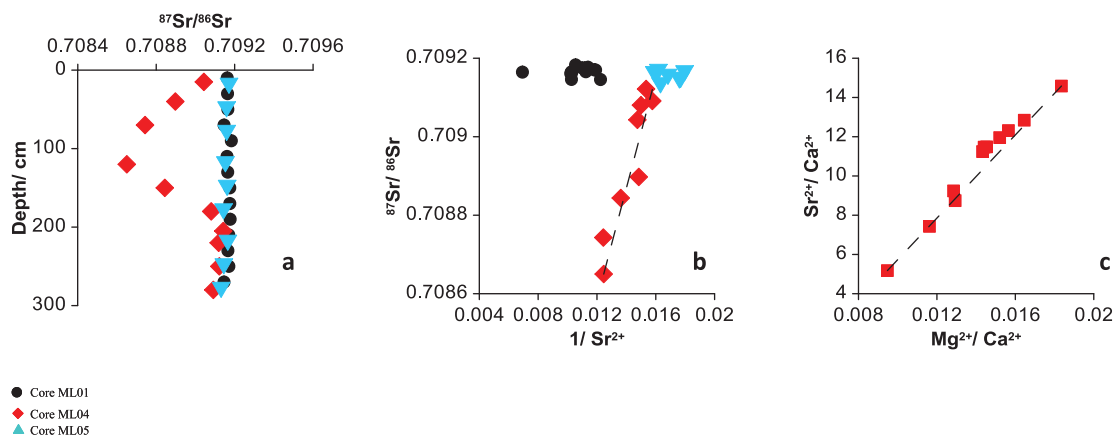 ⁸⁷Sr/⁸⁶Sr
0.7084 0.7088 0.7092 0.7096
0
100
200
300
Depth/ cm
a
0.7092
0.709
0.7088
0.7086
⁸⁷Sr/ ⁸⁶Sr
0.004 0.008 0.012 0.016 0.02
1/ Sr²⁺
b
16
14
12
10
8
6
4
Sr²⁺/ Ca²⁺
0.008 0.012 0.016 0.02
Mg²⁺/ Ca²⁺
c
Core ML01
Core ML04
Core ML05